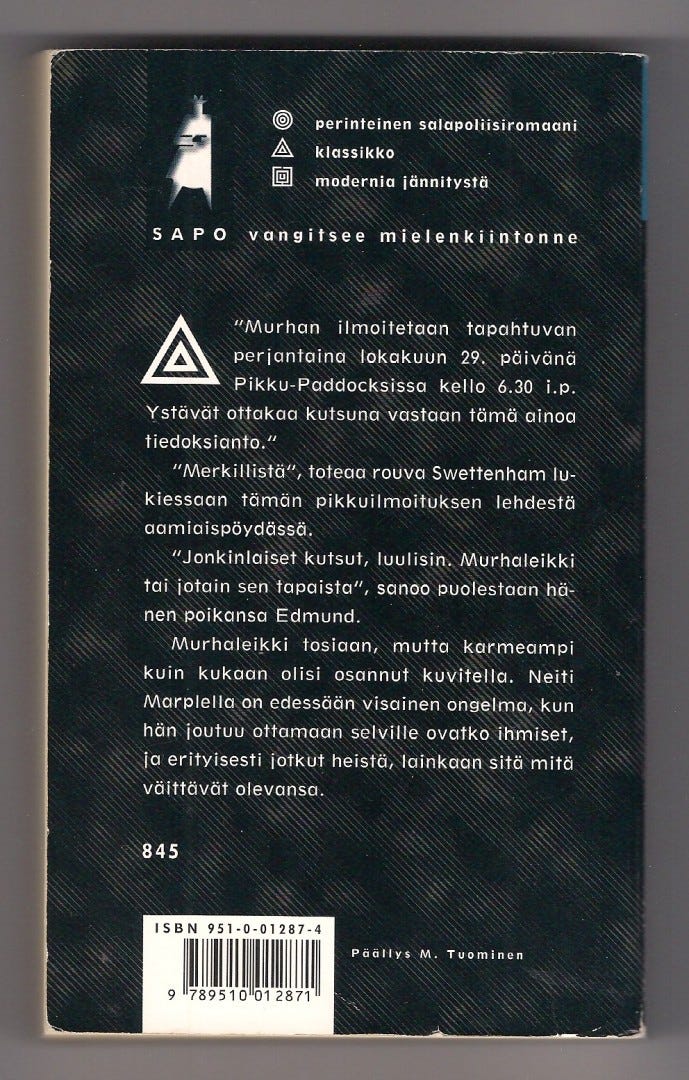 perinteinen salapoliisiromaani
klassikko
modernia jännitystä
SAPO vangitsee mielenkiintonne
"Murhan ilmoitetaan tapahtuvan
perjantaina lokakuun 29. päivänä
Pikku-Paddocksissa kello 6.30 i.p.
Ystävät ottakaa kutsuna vastaan tämä ainoa
tiedoksianto."
"Merkillistä", toteaa rouva Swettenham lu-
kiessaan tämän pikkuilmoituksen lehdestä
aamiaispöydässä.
"Jonkinlaiset kutsut, luulisin. Murhaleikki
tai jotain sen tapaista", sanoo puolestaan hä-
nen poikansa Edmund.
Murhaleikki tosiaan, mutta karmeampi
kuin kukaan olisi osannut kuvitella. Neiti
Marplella on edessään visainen ongelma, kun
hän joutuu ottamaan selville ovatko ihmiset,
ja erityisesti jotkut heistä, lainkaan sitä mitä
väittävät olevansa.
845
ISBN 951-0-01287-4
Päällys M. Tuominen
9 789510 012871